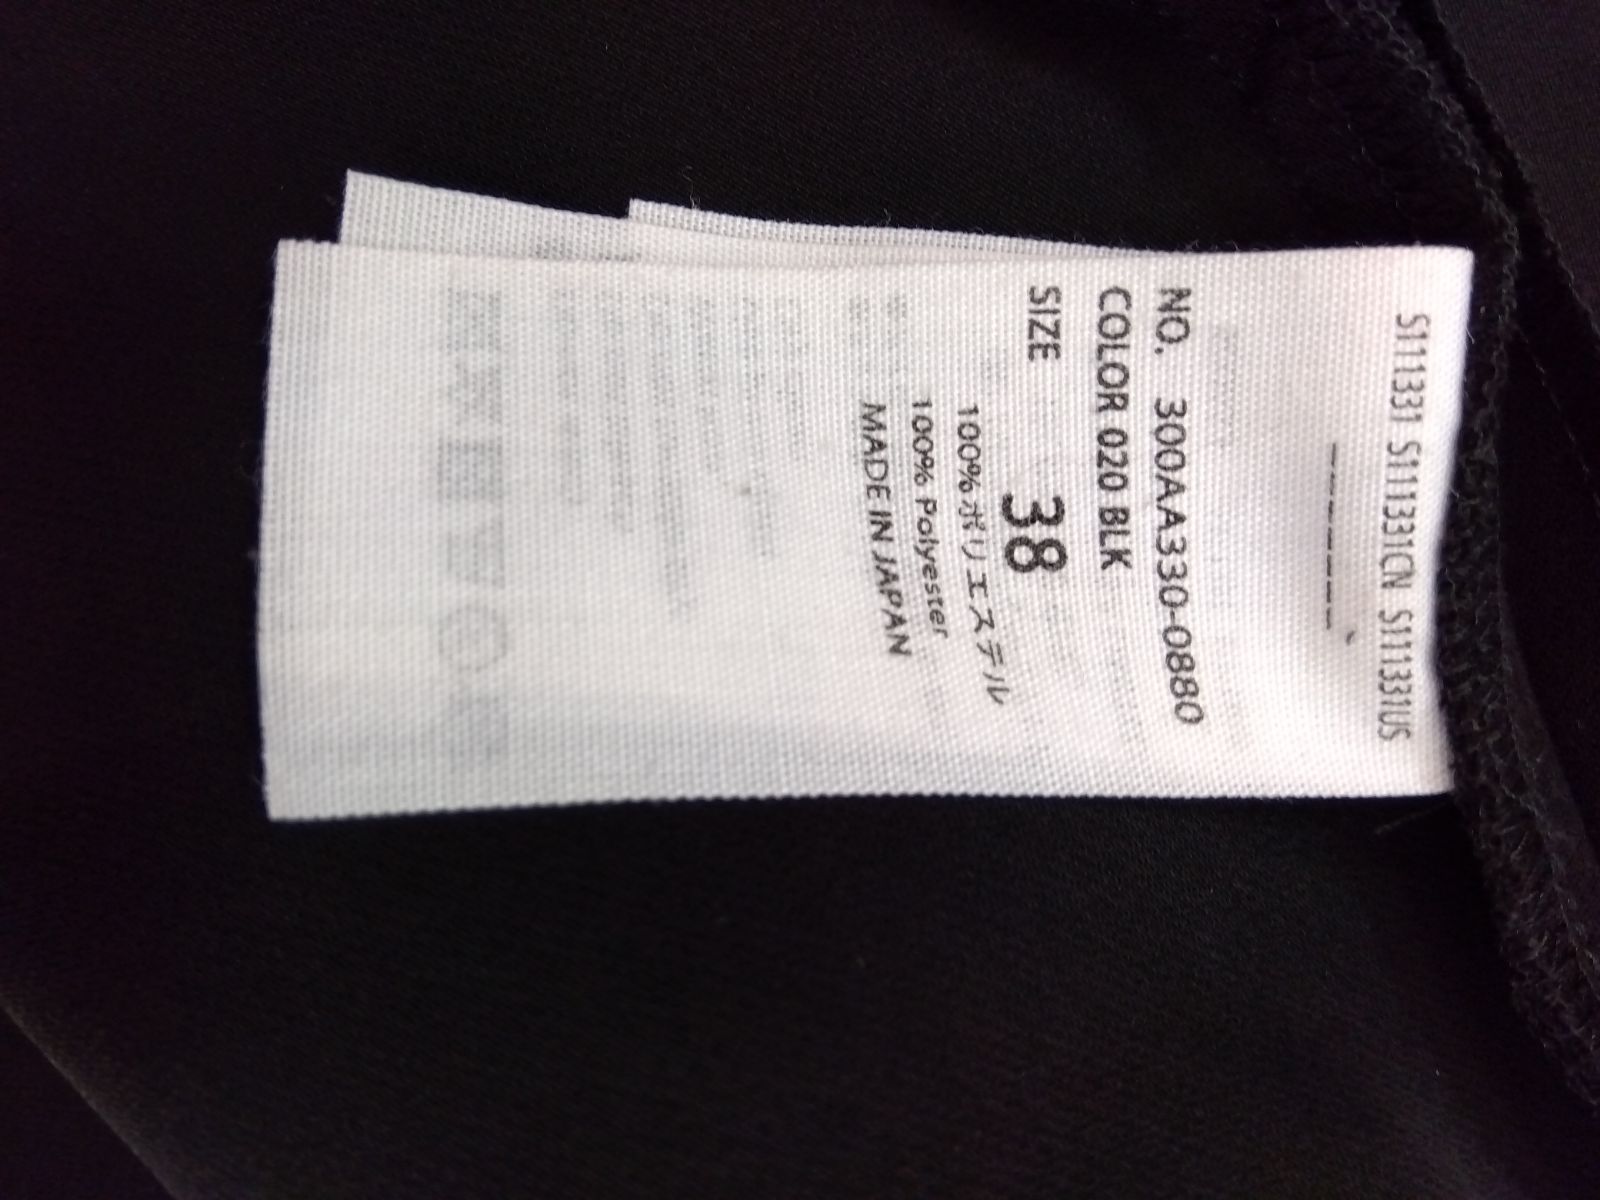 S111331 S111331CN S111331US
NO. 300AA330-0880
COLOR 020 BLK
SIZE 38
100%ポリエステル
100% Polyester
MADE IN JAPAN